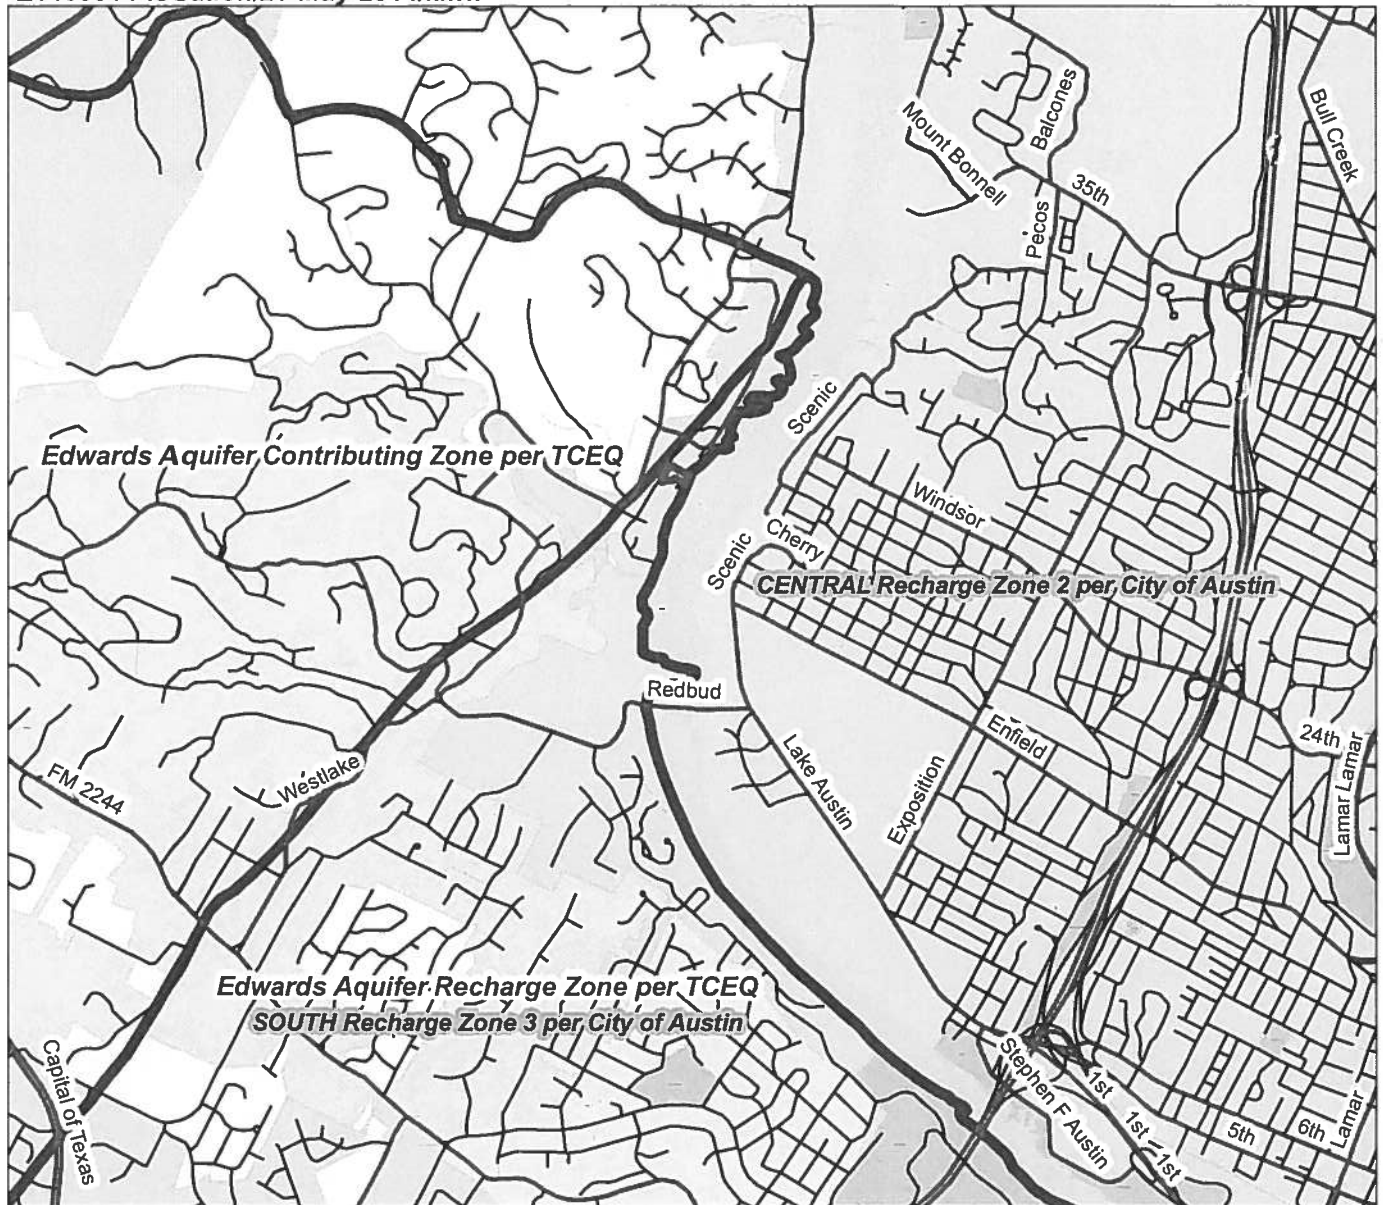 Bull Creek
Balcones
Mount Bonnell
35th
Pecos
Scenic
Edwards Aquifer Contributing Zone per TCEQ
Windsor
Cherry
Scenic
CENTRAL Recharge Zone 2 per City of Austin
Redbud
Enfield
24th
Lake Austin
Westlake
FM 2244
Exposition
Lamar Lamar
Edwards Aquifer Recharge Zone per TCEQ
SOUTH Recharge Zone 3 per City of Austin
Capital of Texas
Stephen F Austin
1st
1st
1st
5th
6th
Lamar